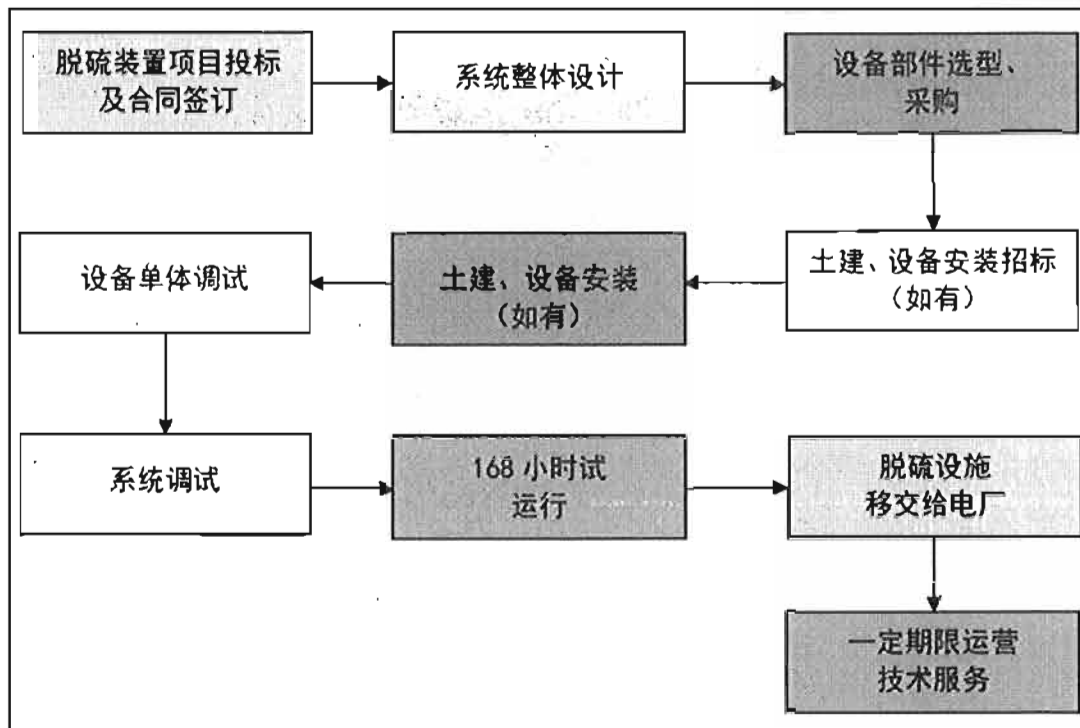 脱硫装置项目投标
及合同签订
系统整体设计
设备部件选型、
采购
设备单体调试
土建、设备安装
（如有）
土建、设备安装招标
（如有）
系统调试
168 小时试
运行
脱硫设施
移交给电厂
一定期限运营
技术服务